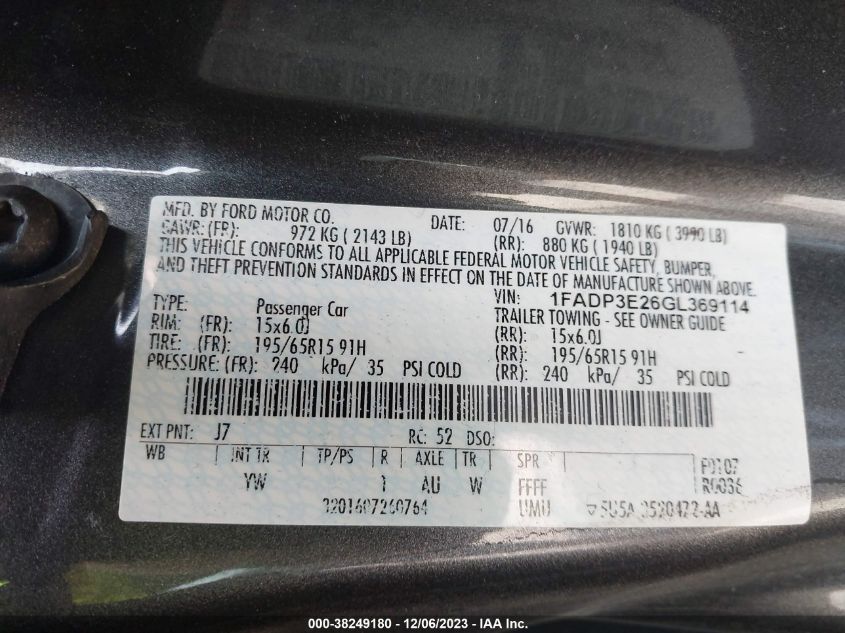 MFD. BY FORD MOTOR CO. DATE: 07/16 GVWR: 1810 KG ( 3990 LB)
GAWR: (FR): 972 KG ( 2143 LB) (RR): 880 KG ( 1940 LB)
THIS VEHICLE CONFORMS TO ALL APPLICABLE FEDERAL MOTOR VEHICLE SAFETY, BUMPER,
AND THEFT PREVENTION STANDARDS IN EFFECT ON THE DATE OF MANUFACTURE SHOWN ABOVE.
VIN: 1FADP3E26GL369114
TYPE: Passenger Car TRAILER TOWING - SEE OWNER GUIDE
RIM: (FR): 15x6.0J (RR): 15x6.0J
TIRE: (FR): 195/65R15 91H (RR): 195/65R15 91H
PRESSURE: (FR): 240 kPa/ 35 PSI COLD (RR): 240 kPa/ 35 PSI COLD
EXT PNT: J7 RC: 52 DSO:
WB INT TR TP/PS R AXLE TR SPR F0107
YW 1 AU W FFFF R0036
UMU
000-38249180 - 12/06/2023 - IAA Inc.